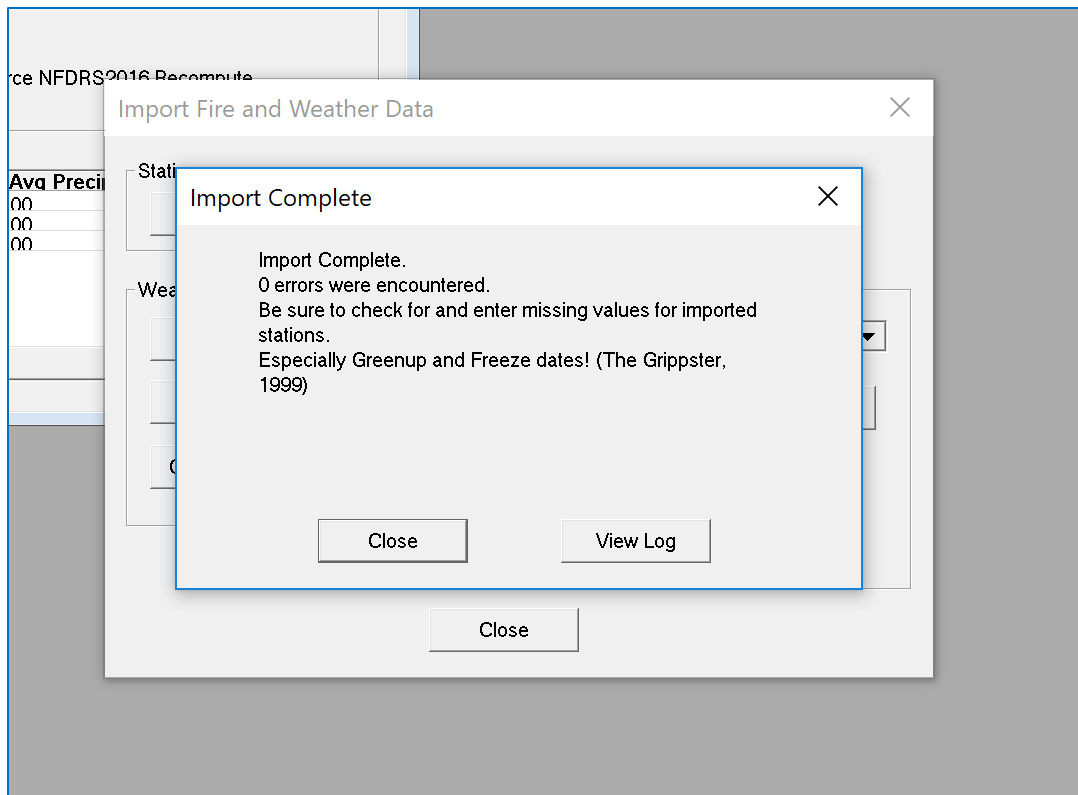 rce NFDRS2016 Recompute
Import Fire and Weather Data
Avg Precip
00
00
00
Import Complete
Import Complete.
0 errors were encountered.
Be sure to check for and enter missing values for imported
stations.
Especially Greenup and Freeze dates! (The Grippster,
1999)
Close
View Log
Close